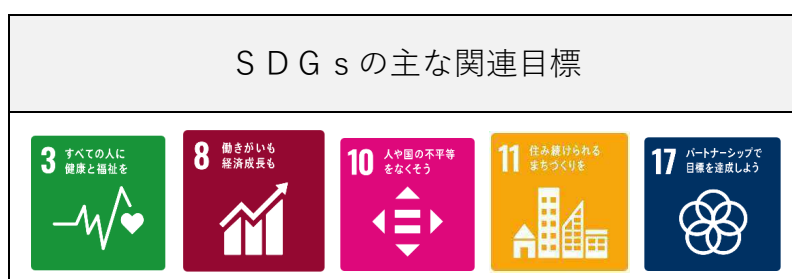 ＳＤＧｓの主な関連目標
3 すべての人に
健康と福祉を
8 働きがいも
経済成長も
10 人や国の不平等
をなくそう
11 住み続けられる
まちづくりを
17 パートナーシップで
目標を達成しよう